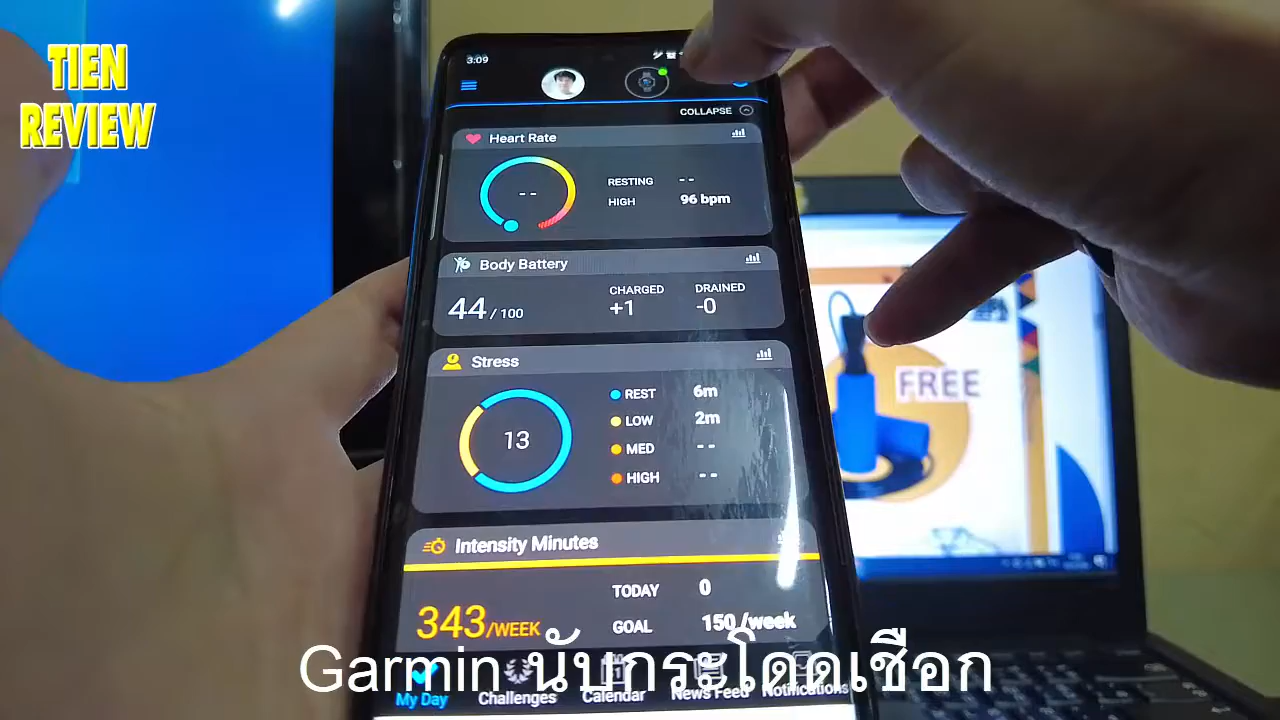 TIEN
REVIEW
3:09
COLLAPSE
Heart Rate
--
RESTING --
HIGH 96 bpm
Body Battery
44 / 100
CHARGED DRAINED
+1 -0
Stress
13
REST 6m
LOW 2m
MED --
HIGH --
Intensity Minutes
343/WEEK
TODAY 0
GOAL 150 /week
My Day Challenges Calendar News Feed Notifications
FREE
Garmin นับกระโดดเชือก